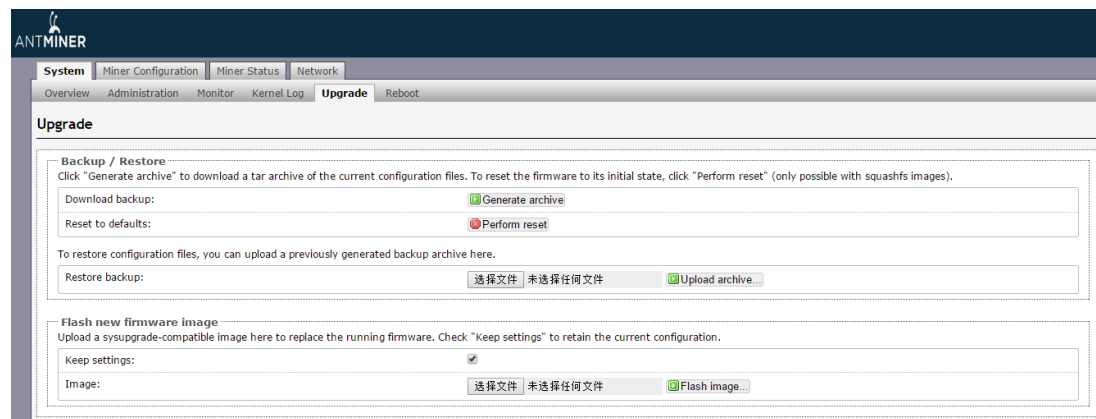 ANTMINER
System Miner Configuration Miner Status Network
Overview Administration Monitor Kernel Log Upgrade Reboot
Upgrade
Backup / Restore
Click "Generate archive" to download a tar archive of the current configuration files. To reset the firmware to its initial state, click "Perform reset" (only possible with squashfs images).
Download backup: Generate archive
Reset to defaults: Perform reset
To restore configuration files, you can upload a previously generated backup archive here.
Restore backup: 选择文件 未选择任何文件 Upload archive...
Flash new firmware image
Upload a sysupgrade-compatible image here to replace the running firmware. Check "Keep settings" to retain the current configuration.
Keep settings:
Image: 选择文件 未选择任何文件 Flash image...